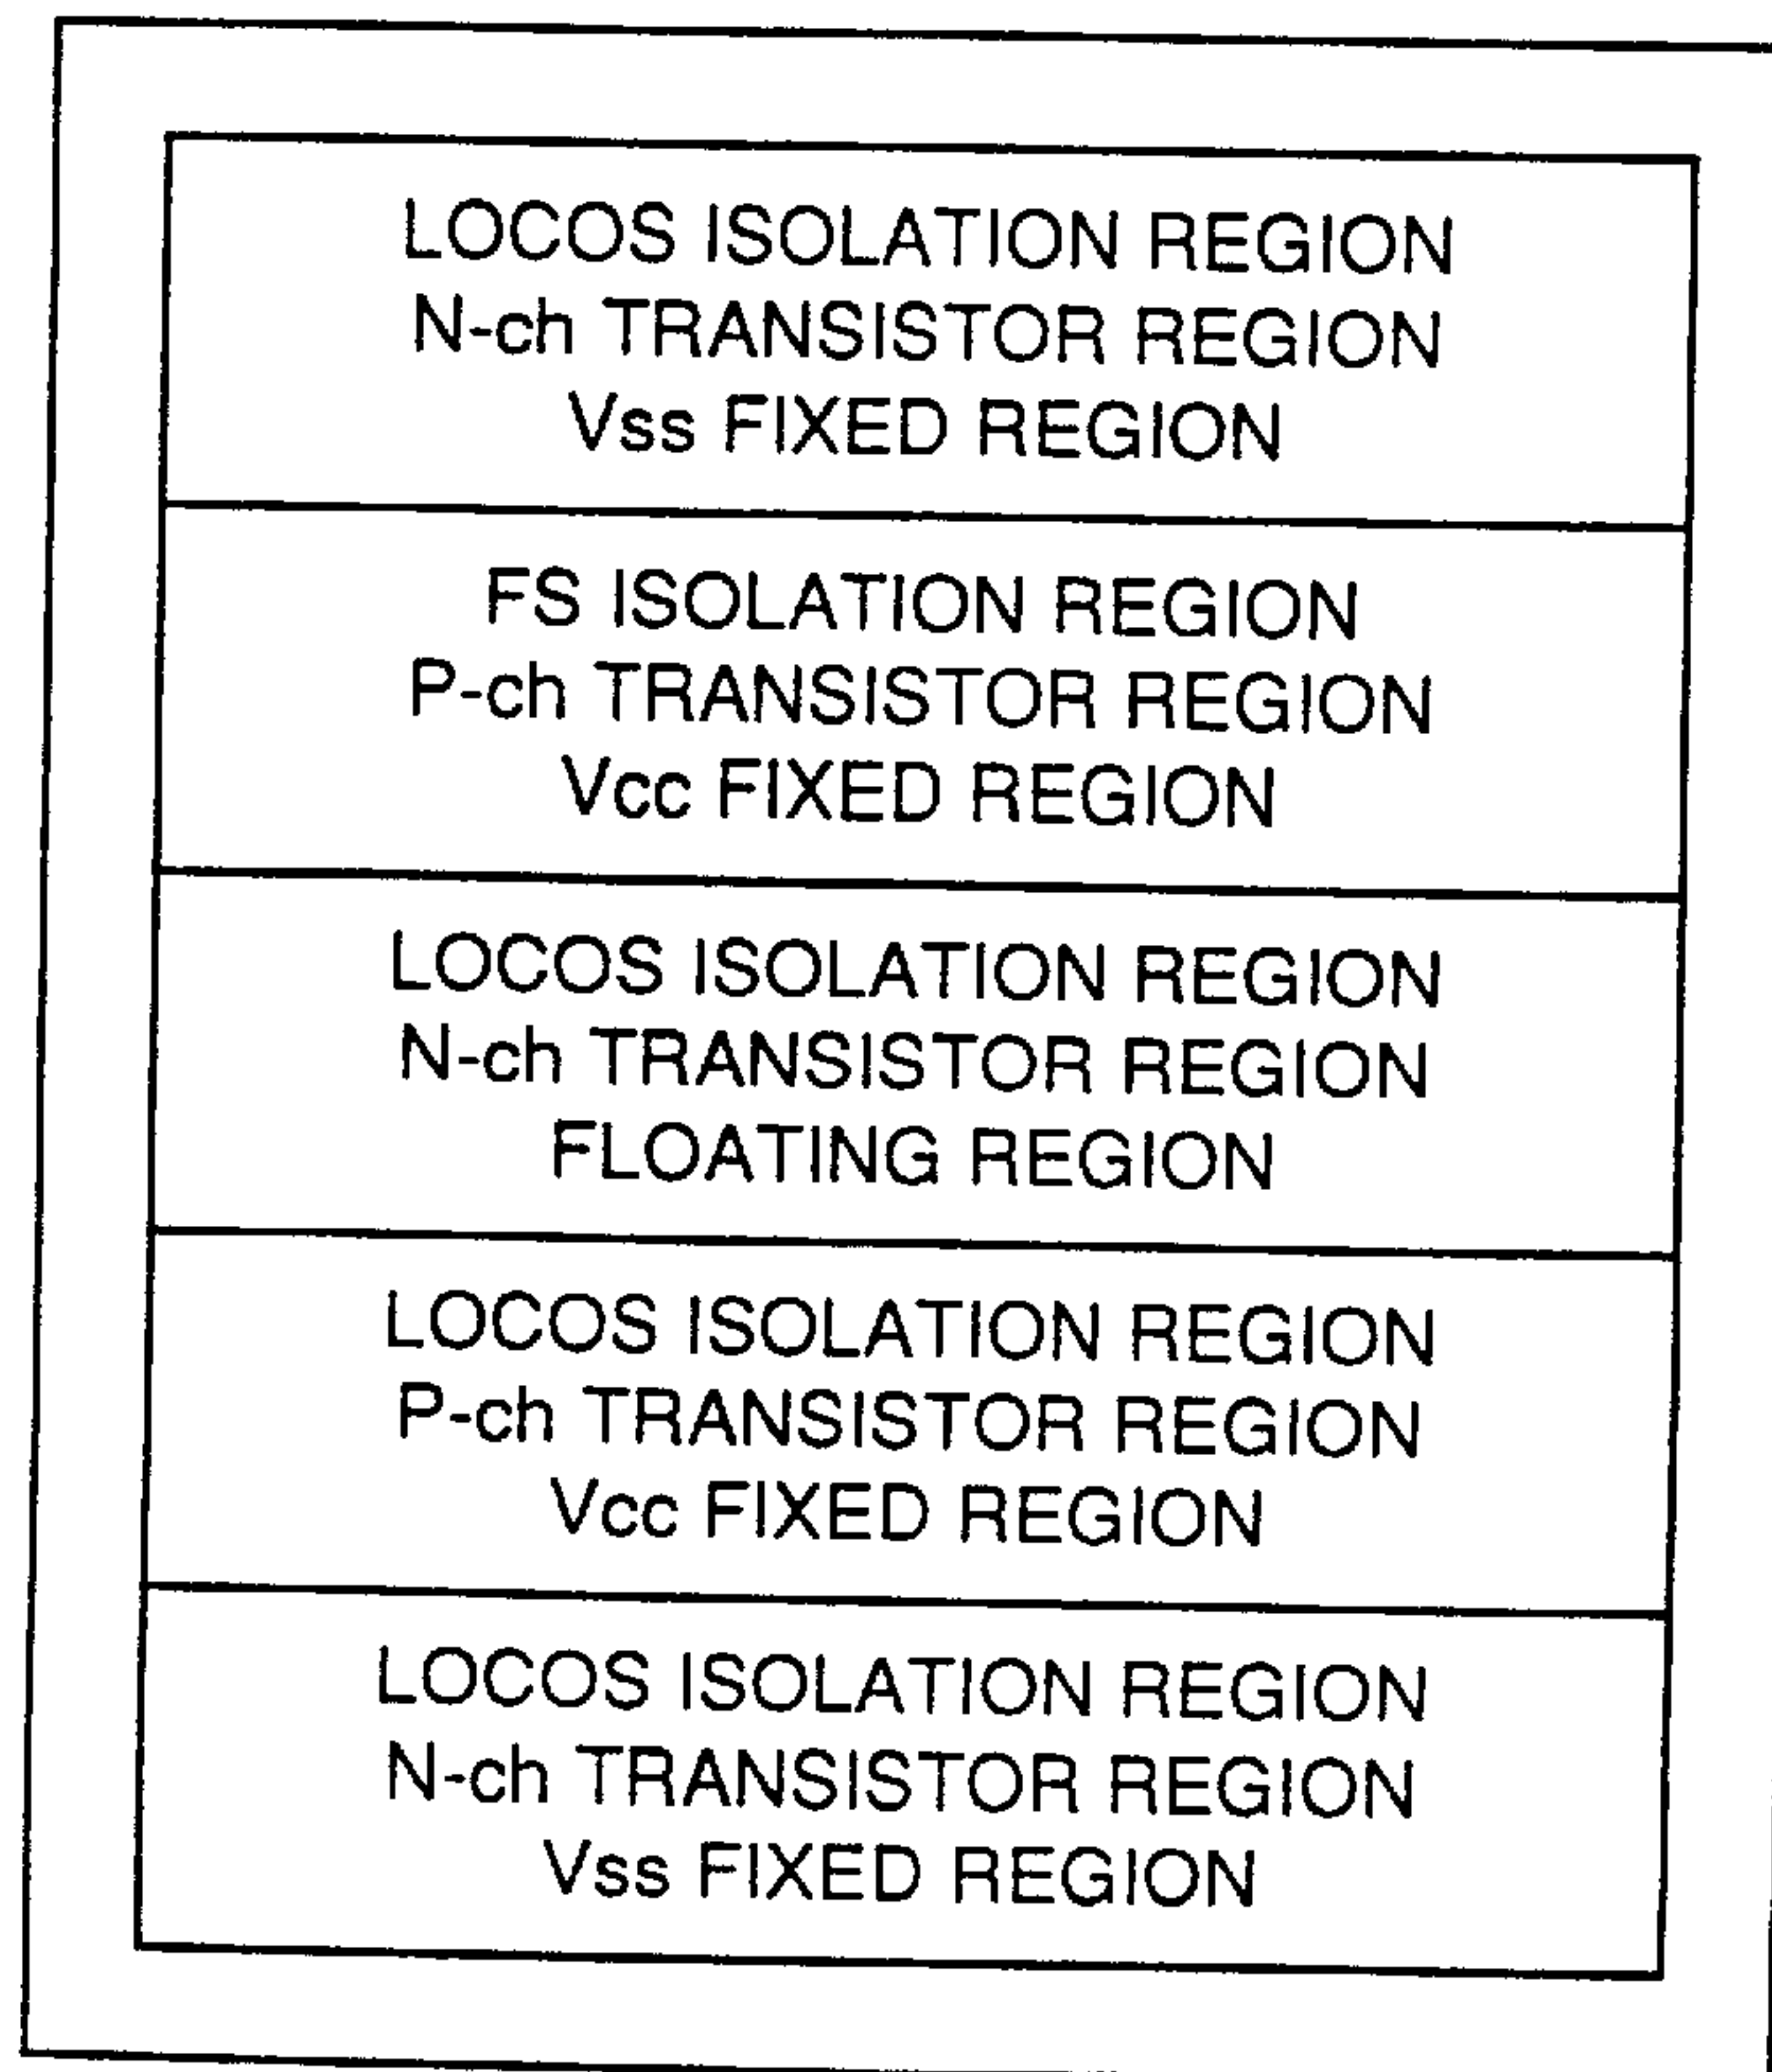 LOCOS ISOLATION REGION
N-ch TRANSISTOR REGION
Vss FIXED REGION
FS ISOLATION REGION
P-ch TRANSISTOR REGION
Vcc FIXED REGION
LOCOS ISOLATION REGION
N-ch TRANSISTOR REGION
FLOATING REGION
LOCOS ISOLATION REGION
P-ch TRANSISTOR REGION
Vcc FIXED REGION
LOCOS ISOLATION REGION
N-ch TRANSISTOR REGION
Vss FIXED REGION